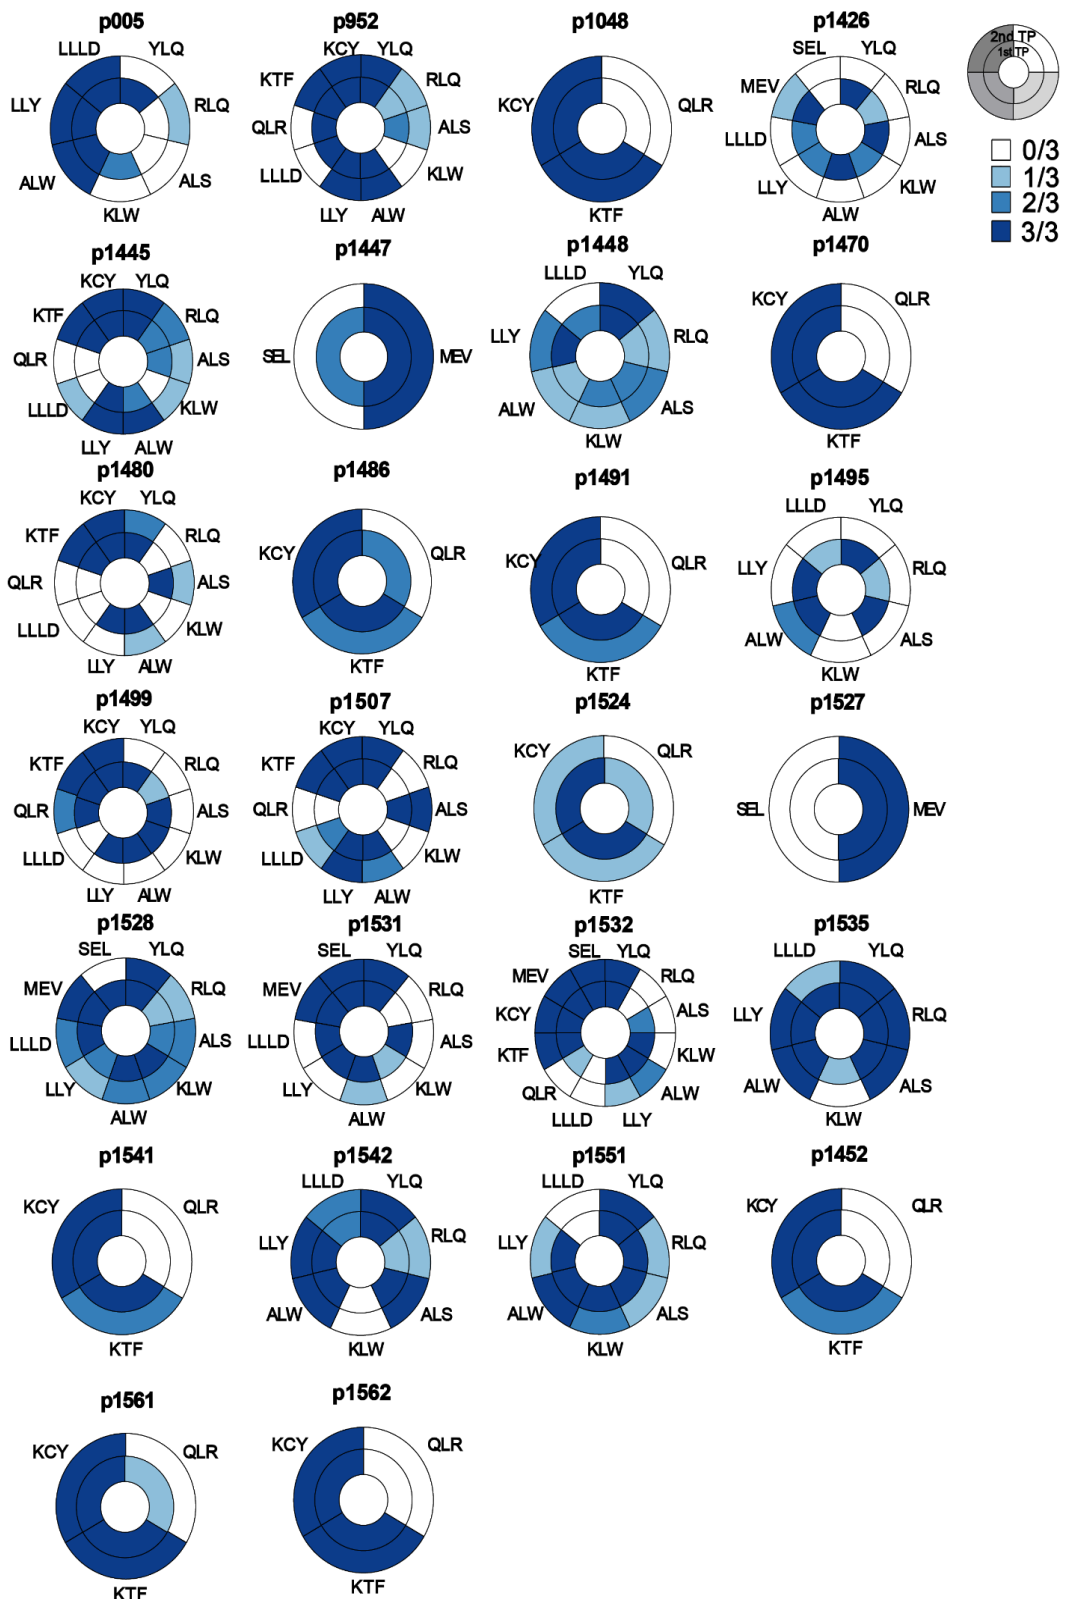 p005
LLLD YLQ
LLY RLQ
ALW ALS
KLW
p952
KCY YLQ
KTF RLQ
QLR ALS
LLLD KLW
LLY ALW
p1048
KCY QLR
KTF
p1426
SEL YLQ
MEV RLQ
LLLD ALS
LLY KLW
ALW
2nd TP
1st TP
0/3
1/3
2/3
3/3
p1445
KCY YLQ
KTF RLQ
QLR ALS
LLLD KLW
LLY ALW
p1447
SEL MEV
p1448
LLLD YLQ
LLY RLQ
ALW ALS
KLW
p1470
KCY QLR
KTF
p1480
KCY YLQ
KTF RLQ
QLR ALS
LLLD KLW
LLY ALW
p1486
KCY QLR
KTF
p1491
KCY QLR
KTF
p1495
LLLD YLQ
LLY RLQ
ALW ALS
KLW
p1499
KCY YLQ
KTF RLQ
QLR ALS
LLLD KLW
LLY ALW
p1507
KCY YLQ
KTF RLQ
QLR ALS
LLLD KLW
LLY ALW
p1524
KCY QLR
KTF
p1527
SEL MEV
p1528
SEL YLQ
MEV RLQ
LLLD ALS
LLY KLW
ALW
p1531
SEL YLQ
MEV RLQ
LLLD ALS
LLY KLW
ALW
p1532
SEL YLQ
MEV RLQ
KCY ALS
KTF KLW
QLR ALW
LLLD LLY
p1535
LLLD YLQ
LLY RLQ
ALW ALS
KLW
p1541
KCY QLR
KTF
p1542
LLLD YLQ
LLY RLQ
ALW ALS
KLW
p1551
LLLD YLQ
LLY RLQ
ALW ALS
KLW
p1452
KCY QLR
KTF
p1561
KCY QLR
KTF
p1562
KCY QLR
KTF